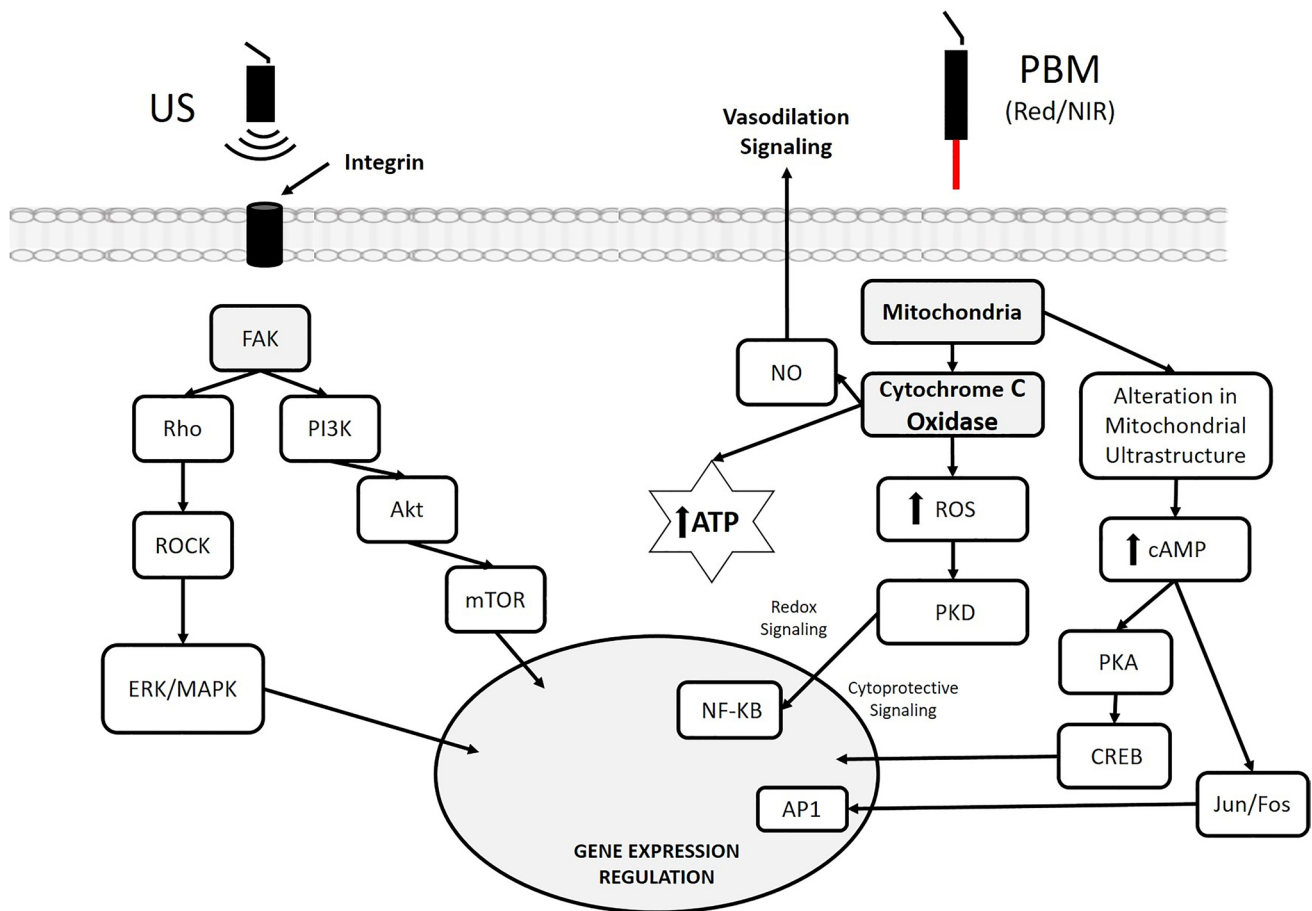 US
PBM
(Red/NIR)
Vasodilation
Signaling
Integrin
Mitochondria
FAK
NO
Cytochrome C
Oxidase
Alteration in
Mitochondrial
Ultrastructure
Rho
PI3K
Akt
ATP
ROS
ROCK
cAMP
mTOR
Redox
Signaling
PKD
PKA
ERK/MAPK
NF-KB
Cytoprotective
Signaling
CREB
AP1
Jun/Fos
GENE EXPRESSION
REGULATION